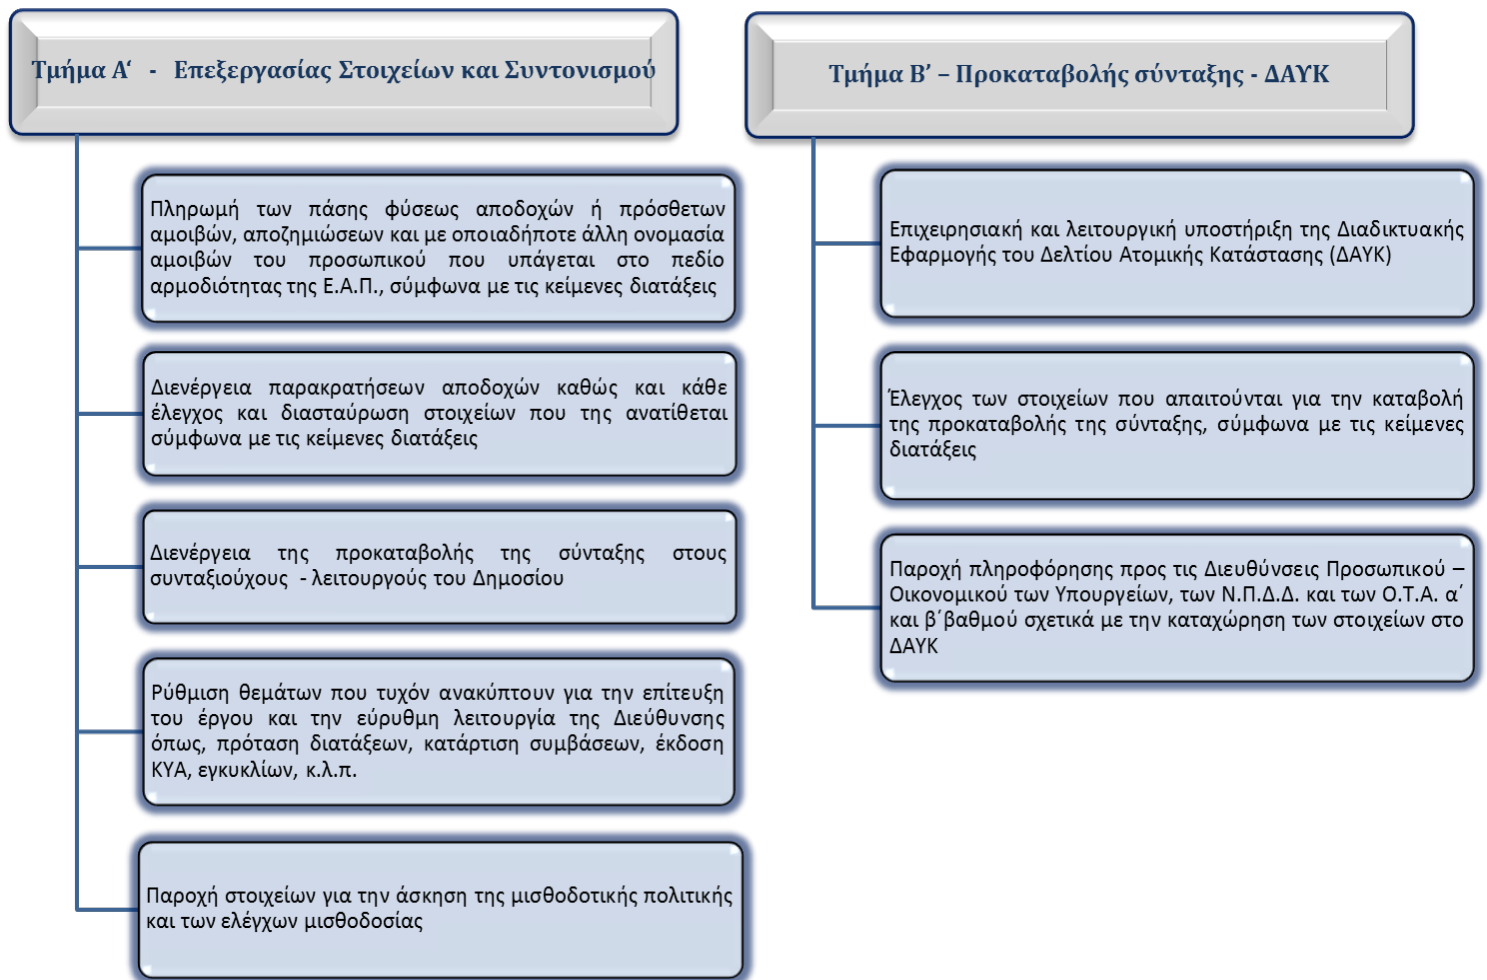 Τμήμα Α‘ - Επεξεργασίας Στοιχείων και Συντονισμού
Πληρωμή των πάσης φύσεως αποδοχών ή πρόσθετων
αμοιβών, αποζημιώσεων και με οποιαδήποτε άλλη ονομασία
αμοιβών του προσωπικού που υπάγεται στο πεδίο
αρμοδιότητας της Ε.Α.Π., σύμφωνα με τις κείμενες διατάξεις
Διενέργεια παρακρατήσεων αποδοχών καθώς και κάθε
έλεγχος και διασταύρωση στοιχείων που της ανατίθεται
σύμφωνα με τις κείμενες διατάξεις
Διενέργεια της προκαταβολής της σύνταξης στους
συνταξιούχους - λειτουργούς του Δημοσίου
Ρύθμιση θεμάτων που τυχόν ανακύπτουν για την επίτευξη
του έργου και την εύρυθμη λειτουργία της Διεύθυνσης
όπως, πρόταση διατάξεων, κατάρτιση συμβάσεων, έκδοση
ΚΥΑ, εγκυκλίων, κ.λ.π.
Παροχή στοιχείων για την άσκηση της μισθοδοτικής πολιτικής
και των ελέγχων μισθοδοσίας
Τμήμα Β’ – Προκαταβολής σύνταξης - ΔΑΥΚ
Επιχειρησιακή και λειτουργική υποστήριξη της Διαδικτυακής
Εφαρμογής του Δελτίου Ατομικής Κατάστασης (ΔΑΥΚ)
Έλεγχος των στοιχείων που απαιτούνται για την καταβολή
της προκαταβολής της σύνταξης, σύμφωνα με τις κείμενες
διατάξεις
Παροχή πληροφόρησης προς τις Διευθύνσεις Προσωπικού –
Οικονομικού των Υπουργείων, των Ν.Π.Δ.Δ. και των Ο.Τ.Α. α΄
και β΄βαθμού σχετικά με την καταχώρηση των στοιχείων στο
ΔΑΥΚ